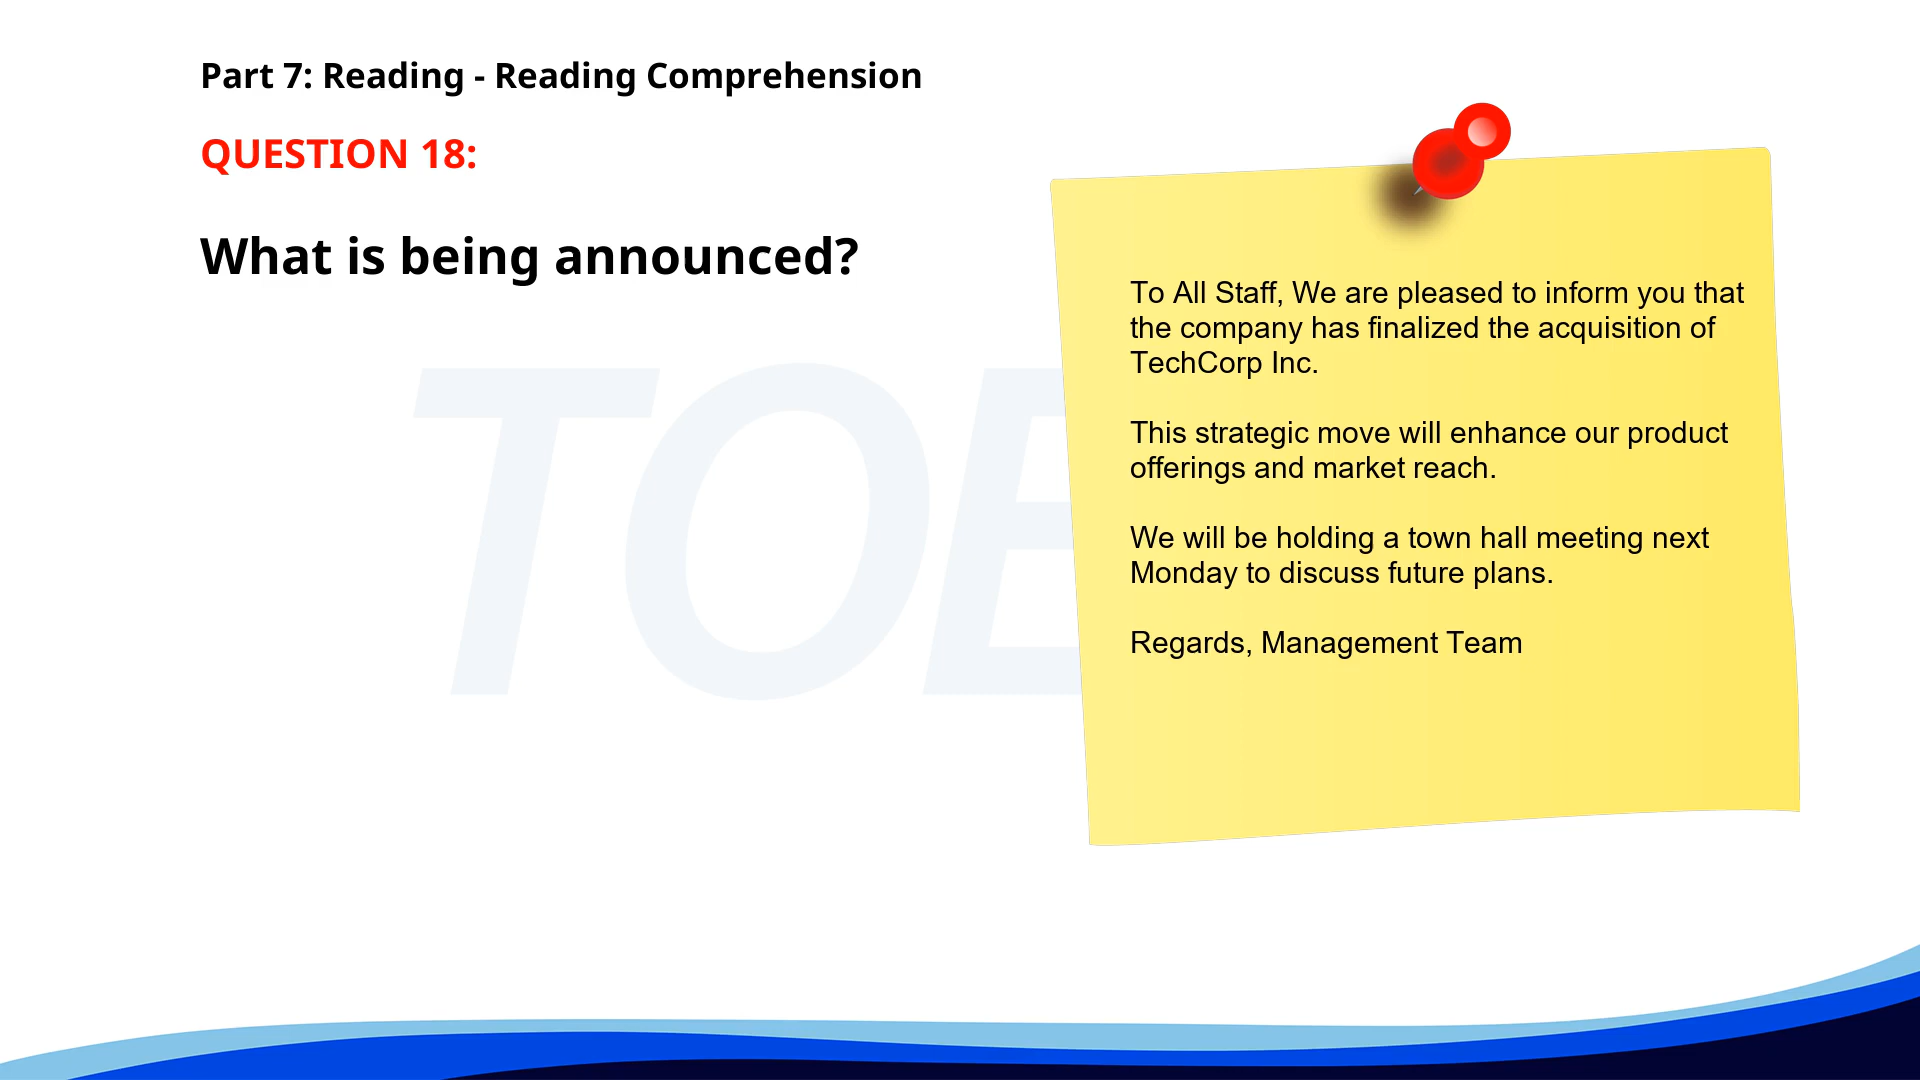 Part 7: Reading - Reading Comprehension
QUESTION 18:
What is being announced?
TOE
To All Staff, We are pleased to inform you that
the company has finalized the acquisition of
TechCorp Inc.
This strategic move will enhance our product
offerings and market reach.
We will be holding a town hall meeting next
Monday to discuss future plans.
Regards, Management Team